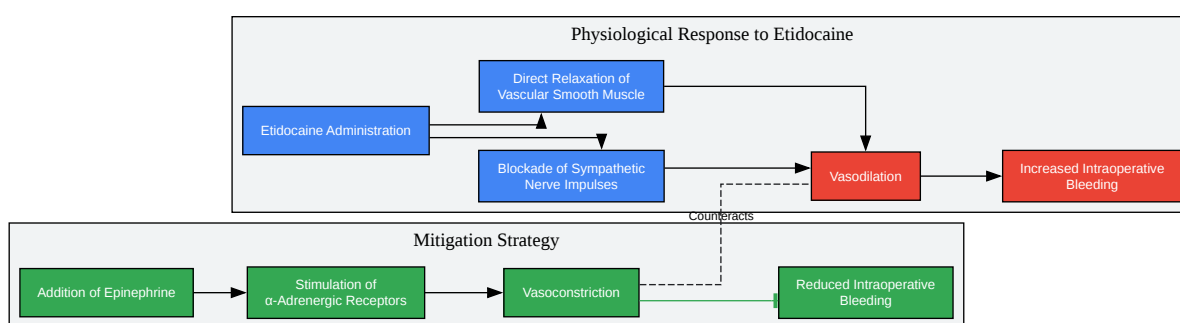 Physiological Response to Etidocaine
Direct Relaxation of
Vascular Smooth Muscle
Etidocaine Administration
Blockade of Sympathetic
Nerve Impulses
Vasodilation
Increased Intraoperative
Bleeding
Counteracts
Mitigation Strategy
Addition of Epinephrine
Stimulation of
α-Adrenergic Receptors
Vasoconstriction
Reduced Intraoperative
Bleeding